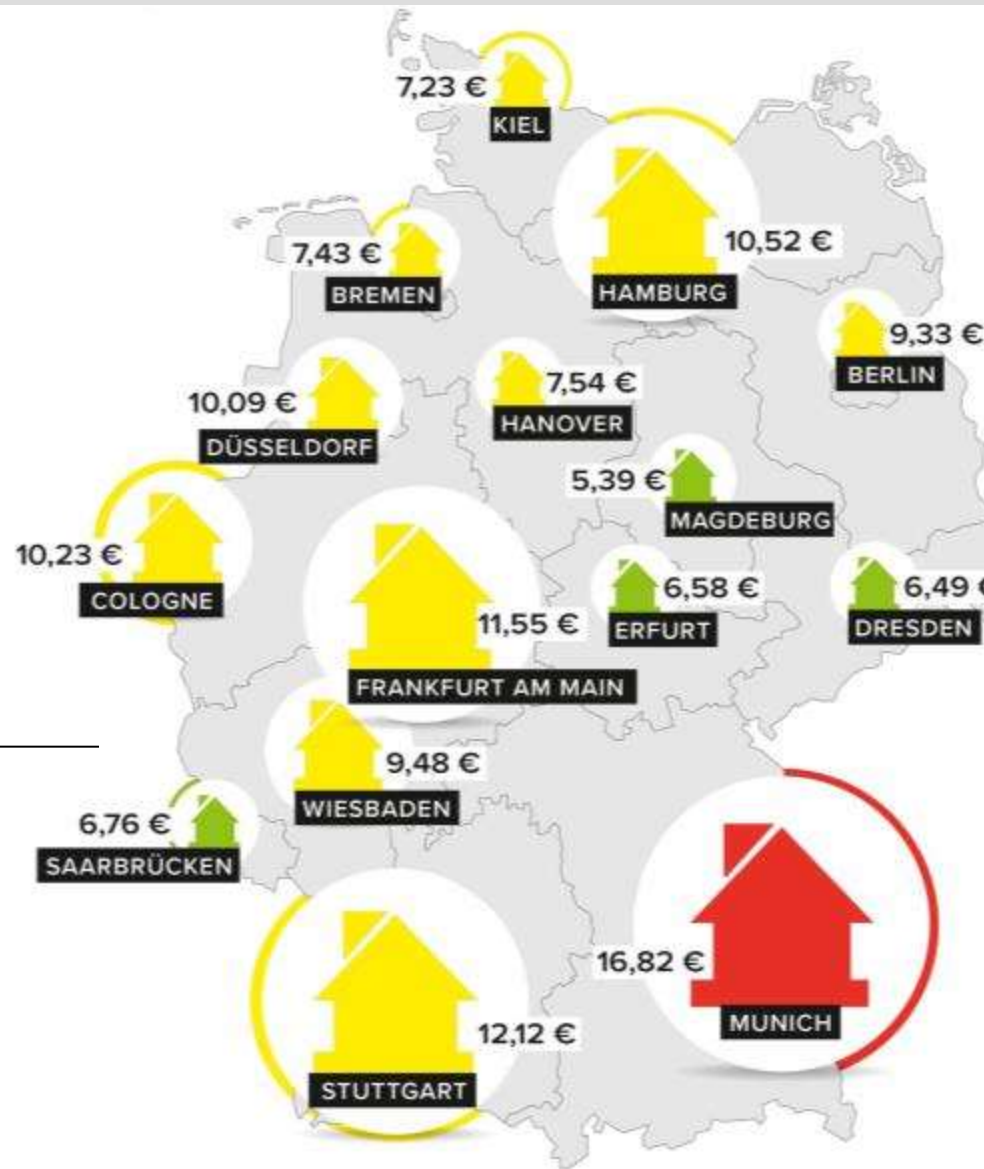 7,23 €
KIEL
10,52 €
HAMBURG
7,43 €
BREMEN
9,33 €
BERLIN
10,09 €
DÜSSELDORF
7,54 €
HANOVER
5,39 €
MAGDEBURG
10,23 €
COLOGNE
11,55 €
FRANKFURT AM MAIN
6,58 €
ERFURT
6,49 €
DRESDEN
9,48 €
WIESBADEN
6,76 €
SAARBRÜCKEN
16,82 €
MUNICH
12,12 €
STUTTGART